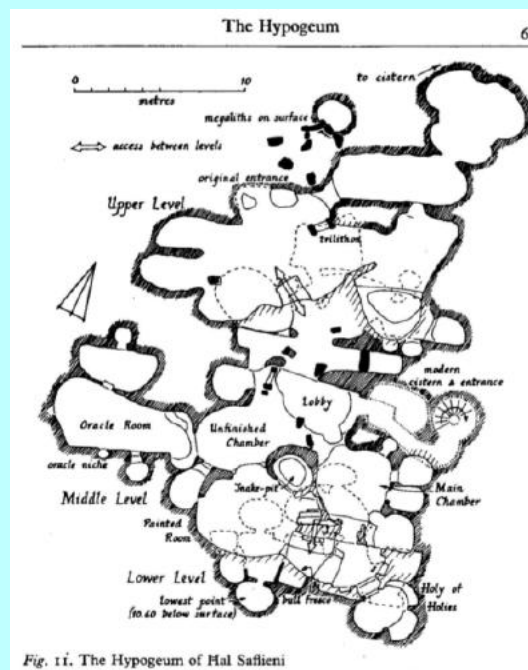 The Hypogeum
6
to cistern
0 10
metres
megaliths on surface
access between levels
original entrance
Upper Level
trilithon
modern
cistern & entrance
Lobby
Oracle Room
Unfinished
Chamber
oracle niche
Snake-pit
Main
Chamber
Middle Level
Painted
Room
Lower Level
Holy of
Holies
lowest point
(10.60 below surface)
bull frieze
Fig. 11. The Hypogeum of Hal Saflieni